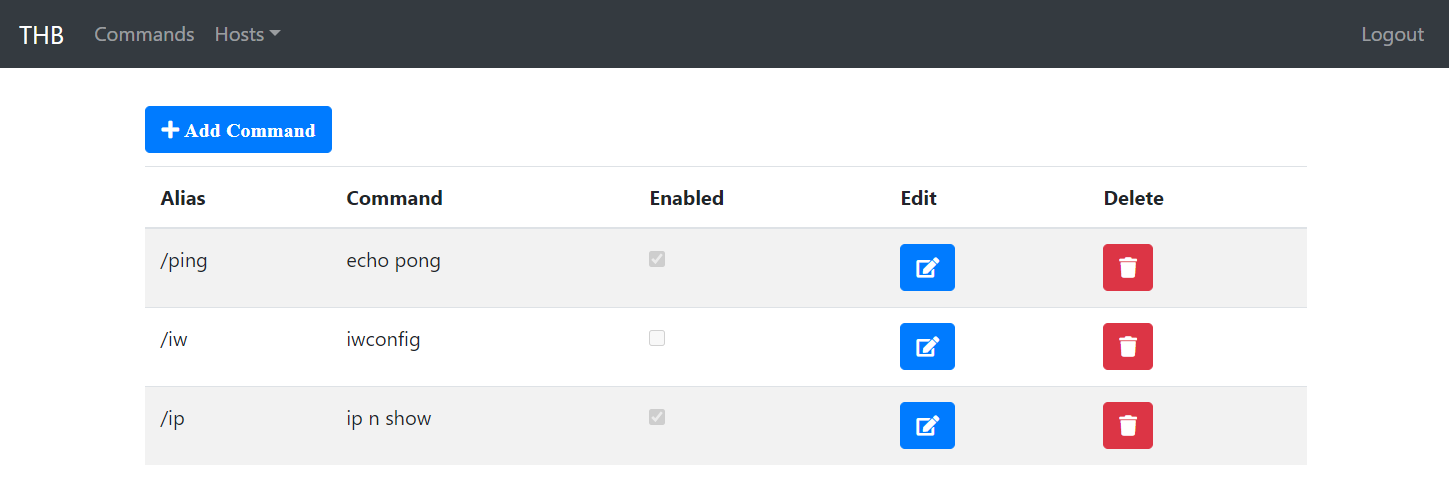 THB Commands Hosts Logout
Add Command
Alias Command Enabled Edit Delete
/ping echo pong
/iw iwconfig
/ip ip n show